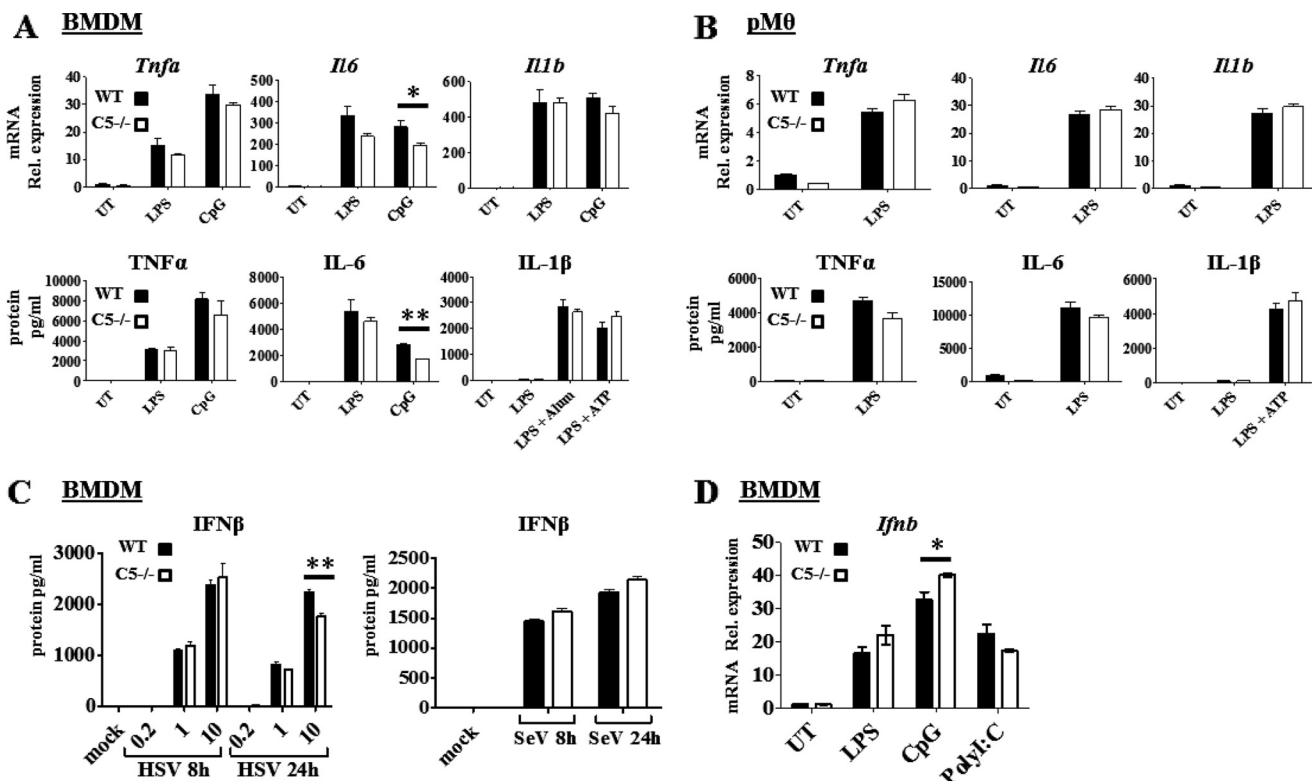 A BMDM
Tnfa
Il6
Il1b
mRNA
Rel. expression
WT
C5-/-
40
30
20
10
0
500
400
300
200
100
0
600
400
200
0
*
UT
LPS
CpG
UT
LPS
CpG
UT
LPS
CpG
TNFα
IL-6
IL-1β
protein
pg/ml
WT
C5-/-
10000
8000
6000
4000
2000
0
8000
6000
4000
2000
0
4000
3000
2000
1000
0
**
UT
LPS
CpG
UT
LPS
CpG
UT
LPS
LPS + Alum
LPS + ATP
B pMθ
Tnfa
Il6
Il1b
mRNA
Rel. expression
WT
C5-/-
8
6
4
2
0
40
30
20
10
0
40
30
20
10
0
UT
LPS
UT
LPS
UT
LPS
TNFα
IL-6
IL-1β
protein
pg/ml
WT
C5-/-
6000
4000
2000
0
15000
10000
5000
0
6000
4000
2000
0
UT
LPS
UT
LPS
UT
LPS
LPS + ATP
C BMDM
IFNβ
WT
C5-/-
protein pg/ml
3000
2000
1000
0
**
mock
0.2
1
10
0.2
1
10
HSV 8h
HSV 24h
IFNβ
protein pg/ml
2500
2000
1500
1000
500
0
mock
SeV 8h
SeV 24h
D BMDM
Ifnb
WT
C5-/-
mRNA Rel. expression
50
40
30
20
10
0
*
UT
LPS
CpG
PolyI:C